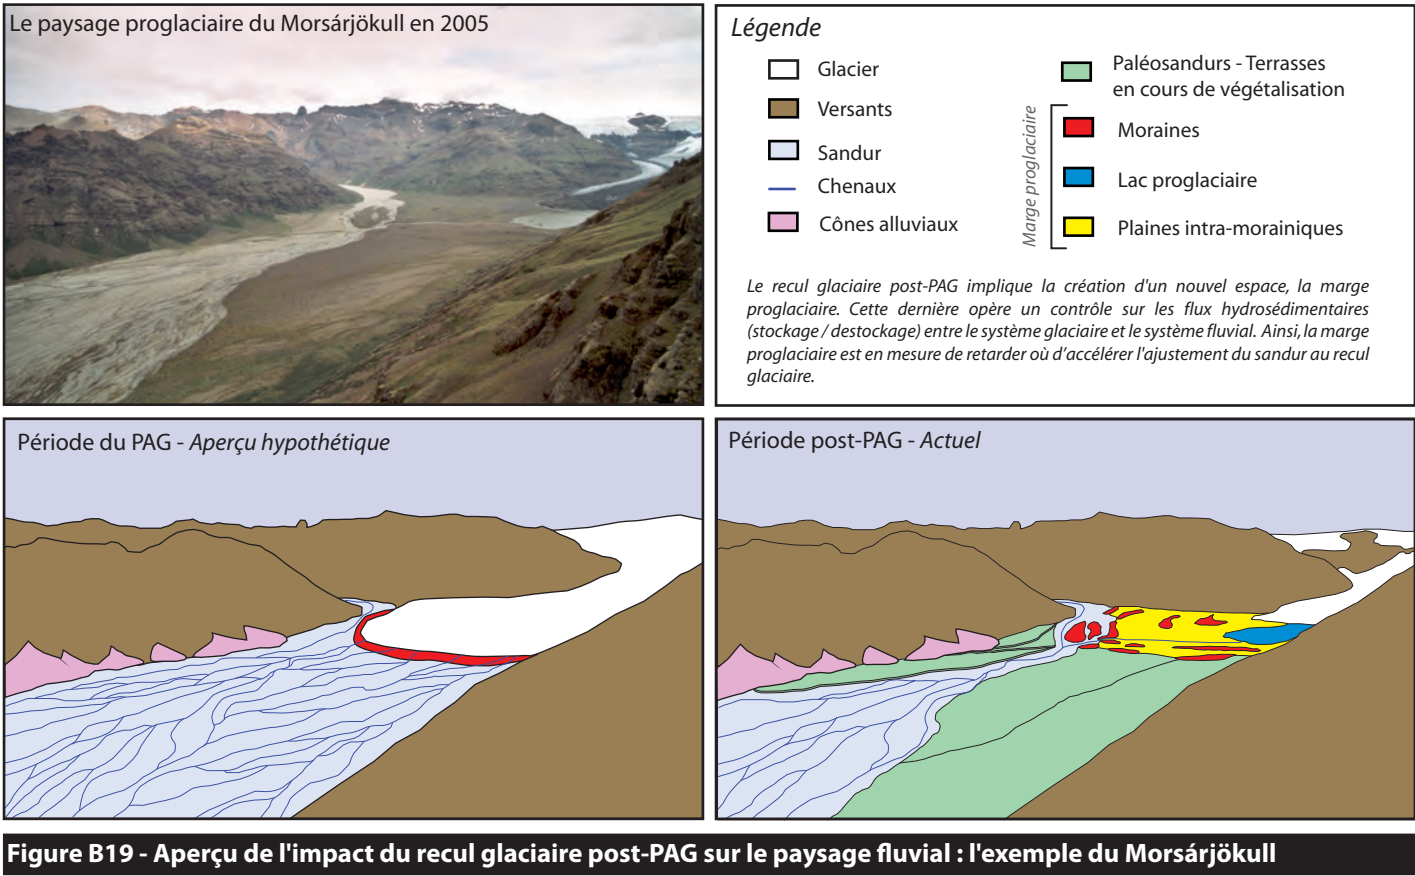 Le paysage proglaciaire du Morsárjökull en 2005
Légende
Glacier
Versants
Sandur
Chenaux
Cônes alluviaux
Paléosandurs - Terrasses
en cours de végétalisation
Marge proglaciaire
Moraines
Lac proglaciaire
Plaines intra-morainiques
Le recul glaciaire post-PAG implique la création d'un nouvel espace, la marge
proglaciaire. Cette dernière opère un contrôle sur les flux hydrosédimentaires
(stockage / destockage) entre le système glaciaire et le système fluvial. Ainsi, la marge
proglaciaire est en mesure de retarder où d'accélérer l'ajustement du sandur au recul
glaciaire.
Période du PAG - Aperçu hypothétique
Période post-PAG - Actuel
Figure B19 - Aperçu de l'impact du recul glaciaire post-PAG sur le paysage fluvial : l'exemple du Morsárjökull